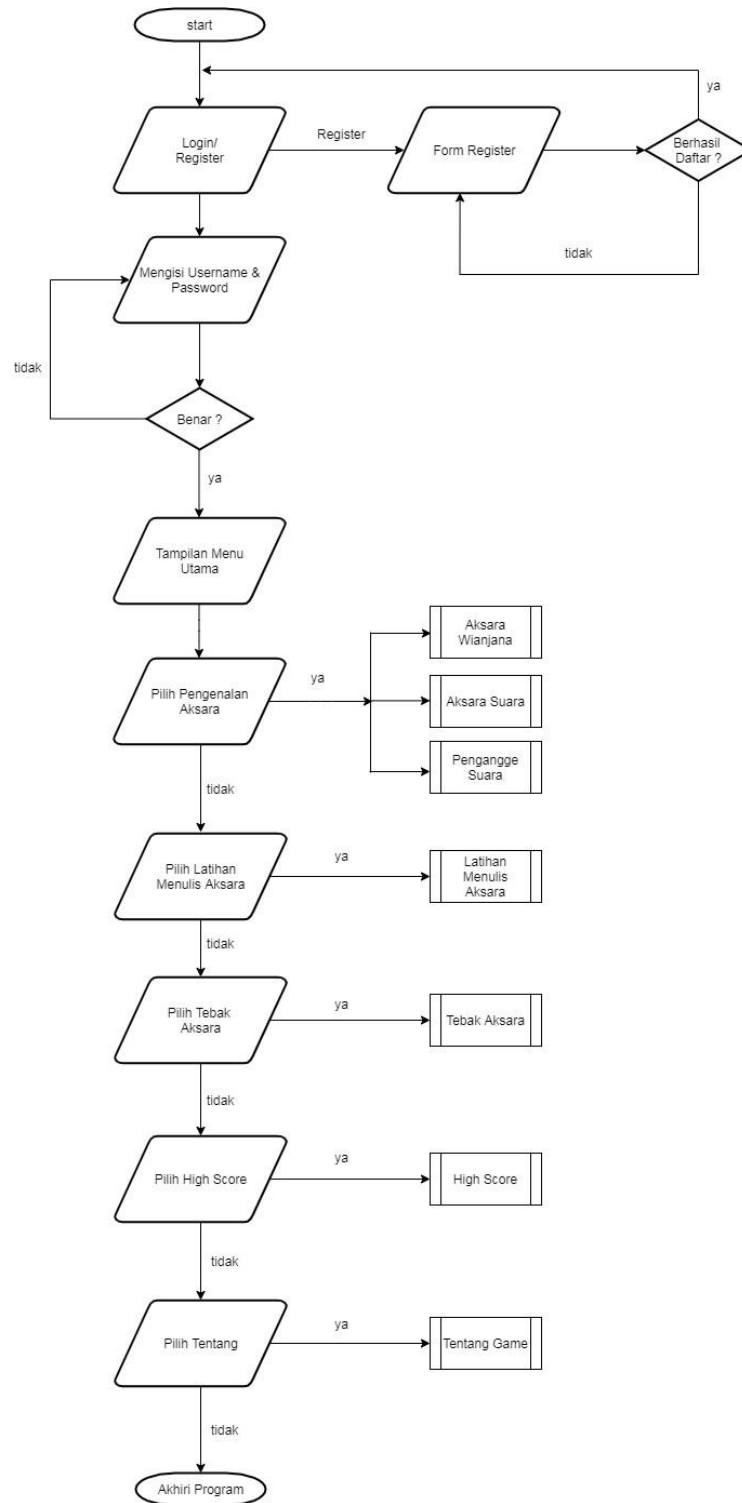 start
ya
Login/
Register
Register
Form Register
Berhasil
Daftar ?
tidak
Mengisi Username &
Password
tidak
Benar ?
ya
Tampilan Menu
Utama
Pilih Pengenalan
Aksara
ya
Aksara
Wianjana
Aksara Suara
Pengangge
Suara
tidak
Pilih Latihan
Menulis Aksara
ya
Latihan
Menulis
Aksara
tidak
Pilih Tebak
Aksara
ya
Tebak Aksara
tidak
Pilih High Score
ya
High Score
tidak
Pilih Tentang
ya
Tentang Game
tidak
Akhiri Program